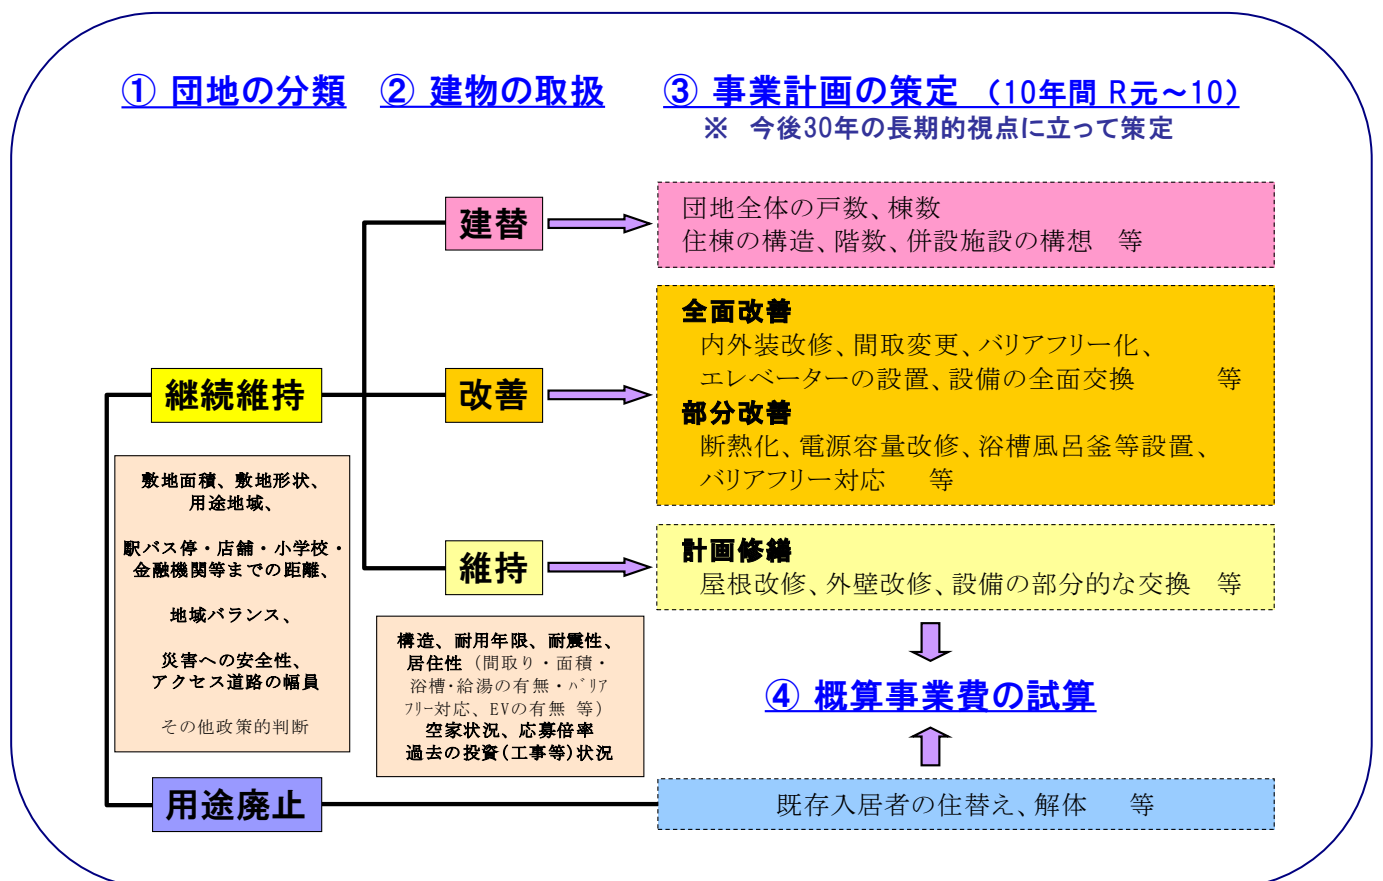 ① 団地の分類
② 建物の取扱
③ 事業計画の策定 (10年間 R元～10)
※ 今後30年の長期的視点に立って策定
建替
団地全体の戸数、棟数
住棟の構造、階数、併設施設の構想 等
継続維持
改善
全面改善
内外装改修、間取変更、バリアフリー化、
エレベーターの設置、設備の全面交換 等
部分改善
断熱化、電源容量改修、浴槽風呂釜等設置、
バリアフリー対応 等
敷地面積、敷地形状、
用途地域、
駅バス停・店舗・小学校・
金融機関等までの距離、
地域バランス、
災害への安全性、
アクセス道路の幅員
その他政策的判断
維持
計画修繕
屋根改修、外壁改修、設備の部分的な交換 等
構造、耐用年限、耐震性、
居住性（間取り・面積・
浴槽・給湯の有無・ﾊﾞﾘｱ
ﾌﾘｰ対応、EVの有無 等）
空家状況、応募倍率
過去の投資(工事等)状況
④ 概算事業費の試算
用途廃止
既存入居者の住替え、解体 等